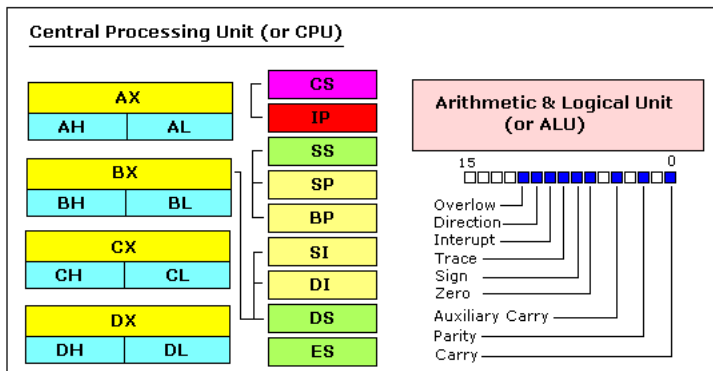 Central Processing Unit (or CPU)
AX
AH AL
BX
BH BL
CX
CH CL
DX
DH DL
CS
IP
SS
SP
BP
SI
DI
DS
ES
Arithmetic & Logical Unit
(or ALU)
15 0
Overlow
Direction
Interupt
Trace
Sign
Zero
Auxiliary Carry
Parity
Carry